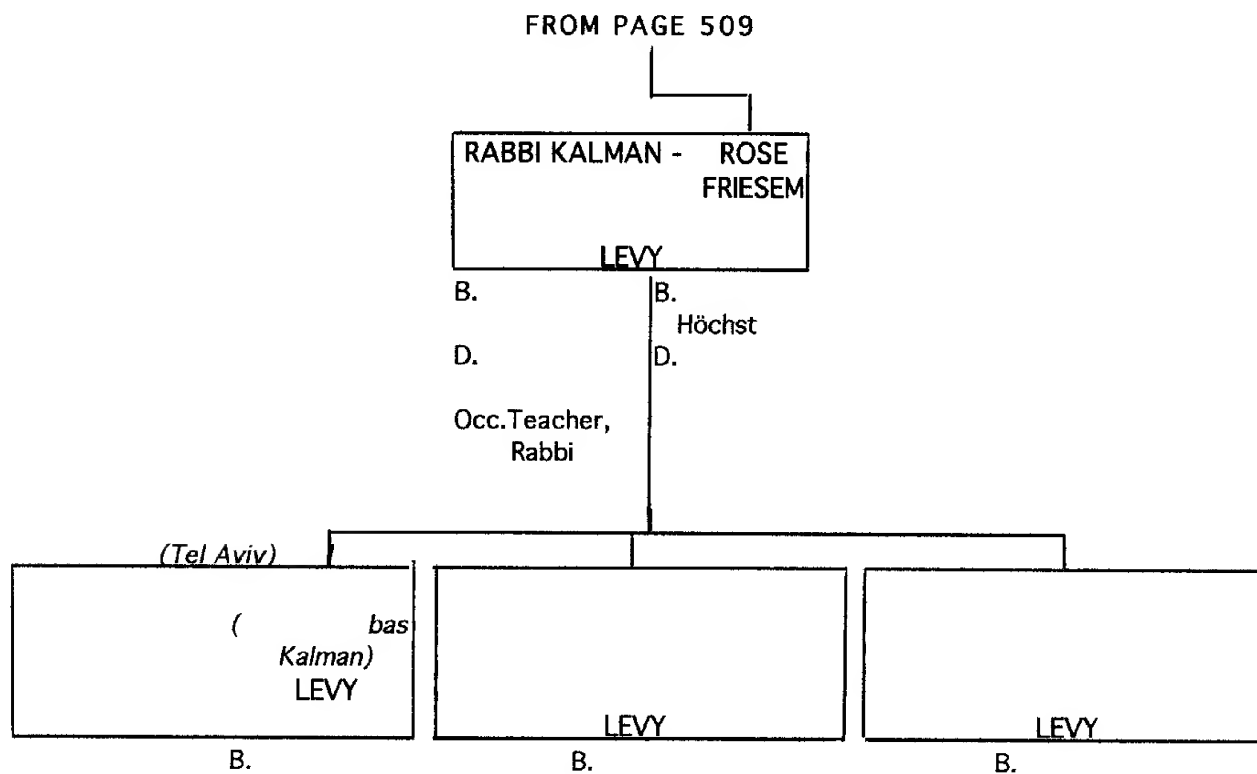 FROM PAGE 509
RABBI KALMAN - ROSE
FRIESEM
LEVY
B. B.
Höchst
D. D.
Occ.Teacher,
Rabbi
(Tel Aviv)
( bas
Kalman)
LEVY
LEVY
LEVY
B. B. B.